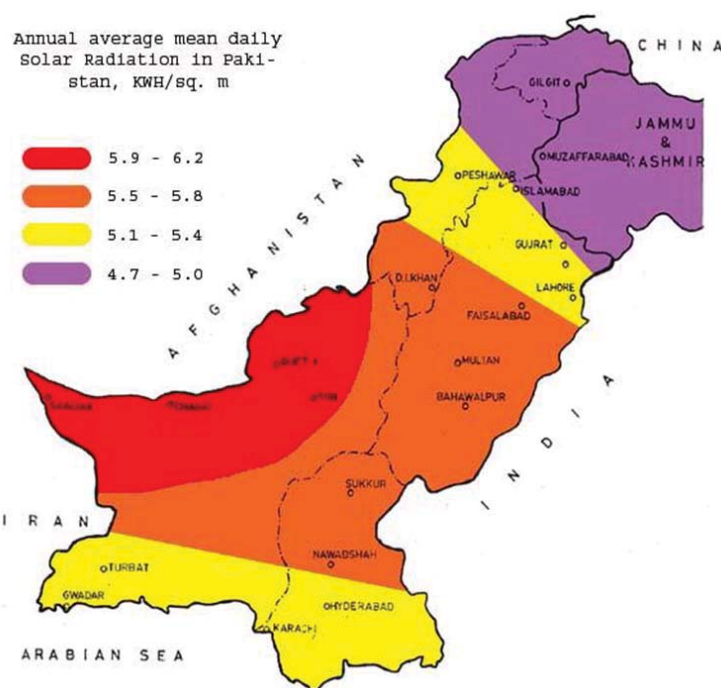 Annual average mean daily
Solar Radiation in Paki-
stan, KWH/sq. m
5.9 - 6.2
5.5 - 5.8
5.1 - 5.4
4.7 - 5.0
CHINA
GILGIT
JAMMU
&
KASHMIR
MUZAFFARABAD
PESHAWAR
ISLAMABAD
AFGHANISTAN
GUJRAT
D.I.KHAN
LAHORE
FAISALABAD
MULTAN
BAHAWALPUR
INDIA
SUKKUR
IRAN
NAWABSHAH
TURBAT
GWADAR
HYDERABAD
KARACHI
ARABIAN SEA